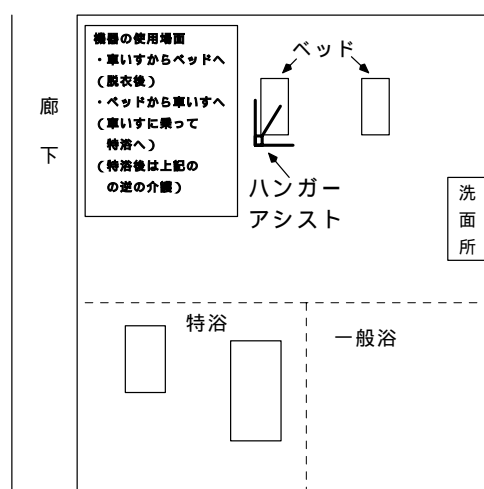 機器の使用場面
・車いすからベッドへ
(脱衣後)
・ベッドから車いすへ
(車いすに乗って
特浴へ)
(特浴後は上記の
の逆の介護)
ベッド
廊
下
ハンガー
アシスト
洗
面
所
特浴
一般浴